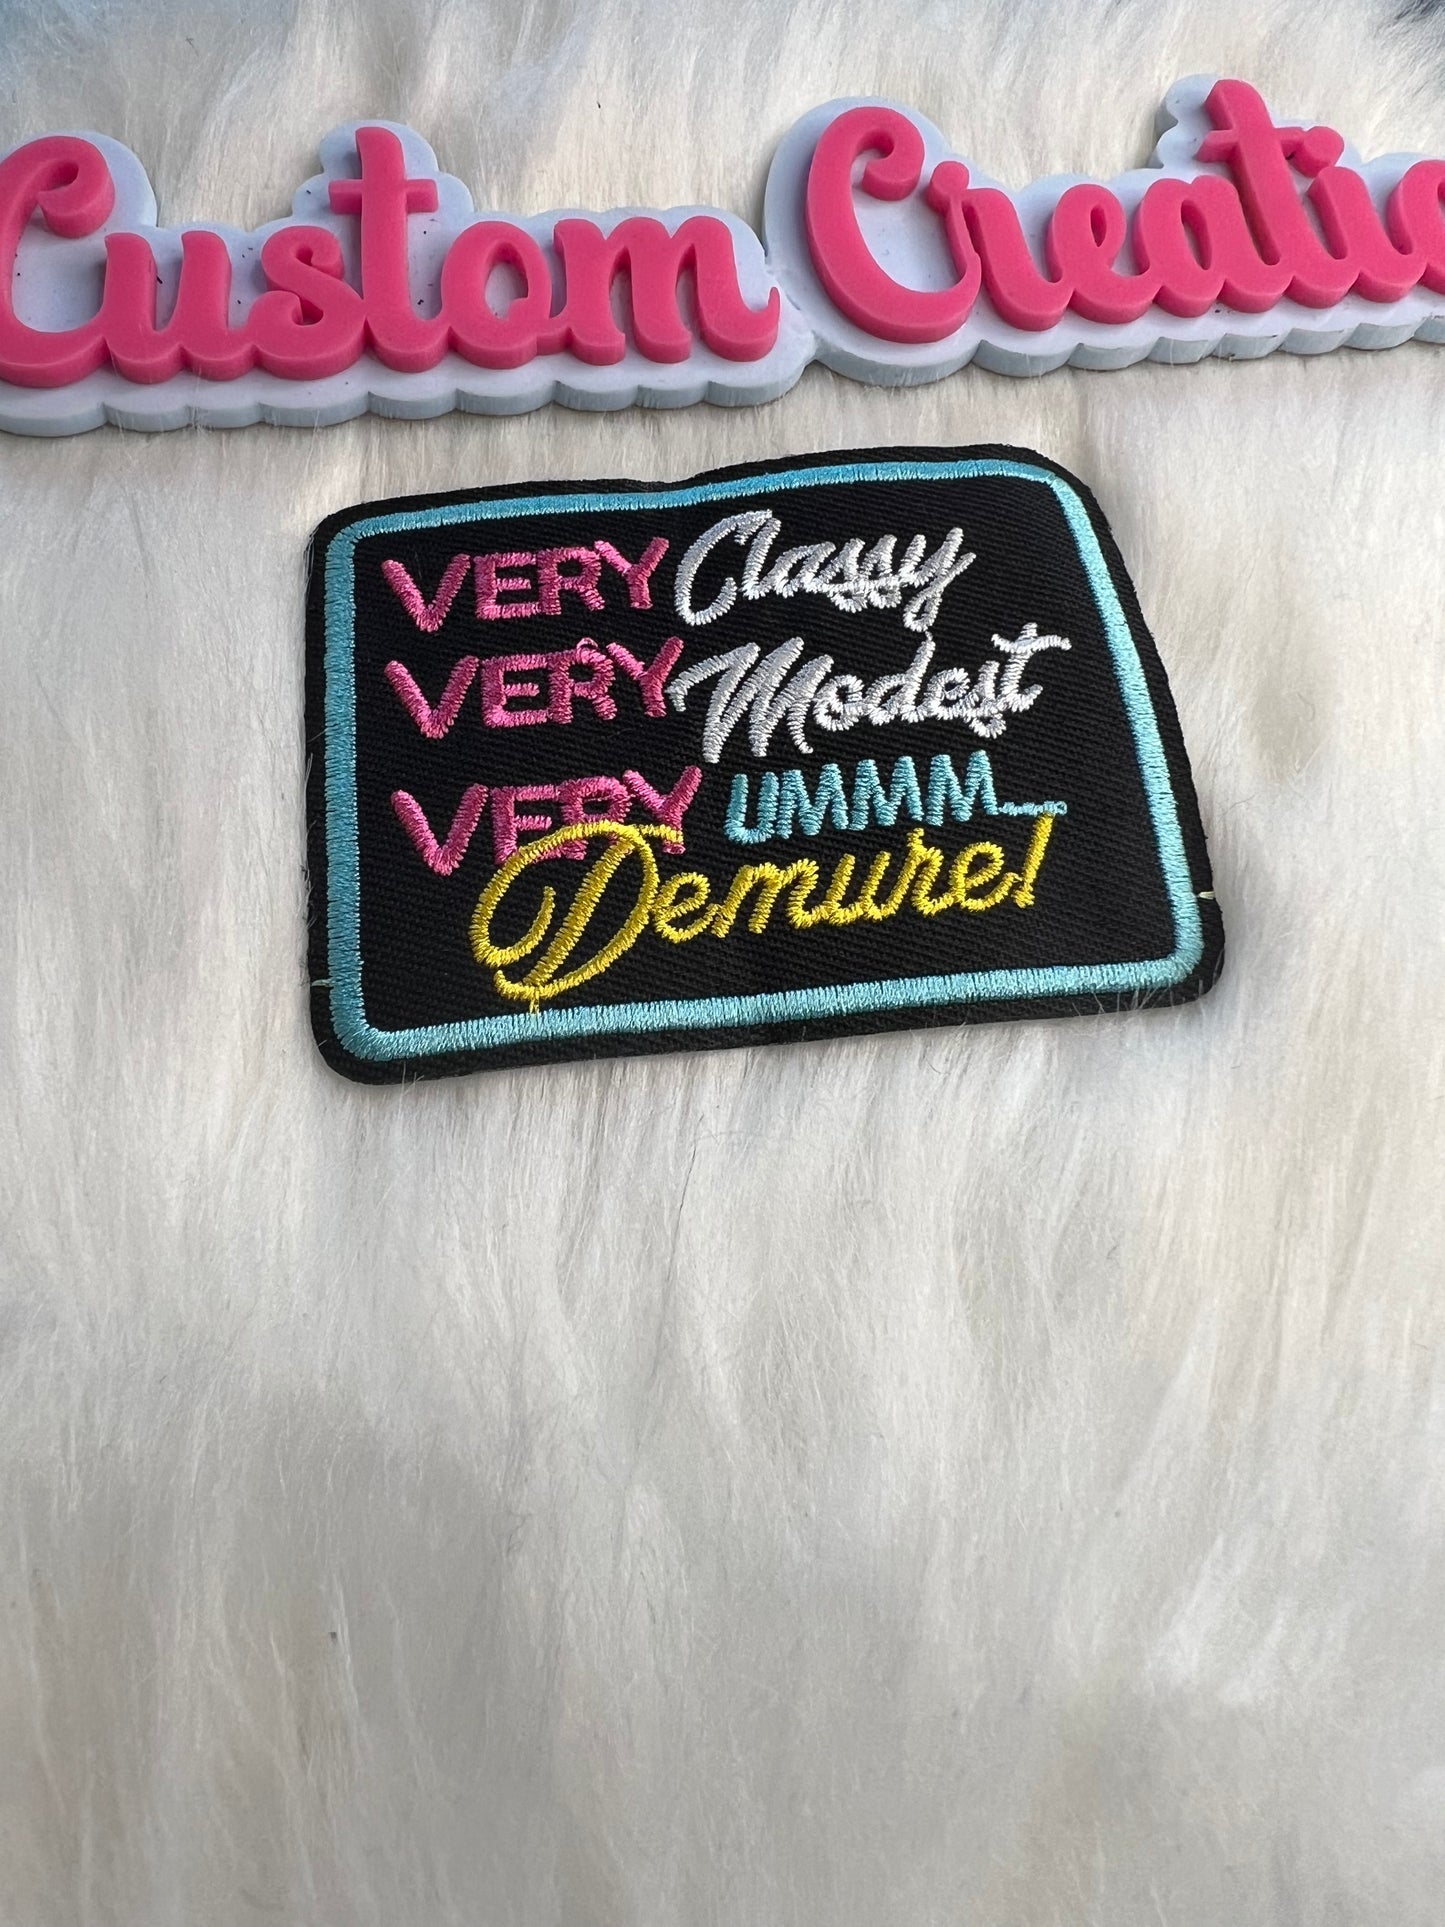 Custom Creatio
VERY Classy
VERY Modest
VERY UMMM...
Demure!